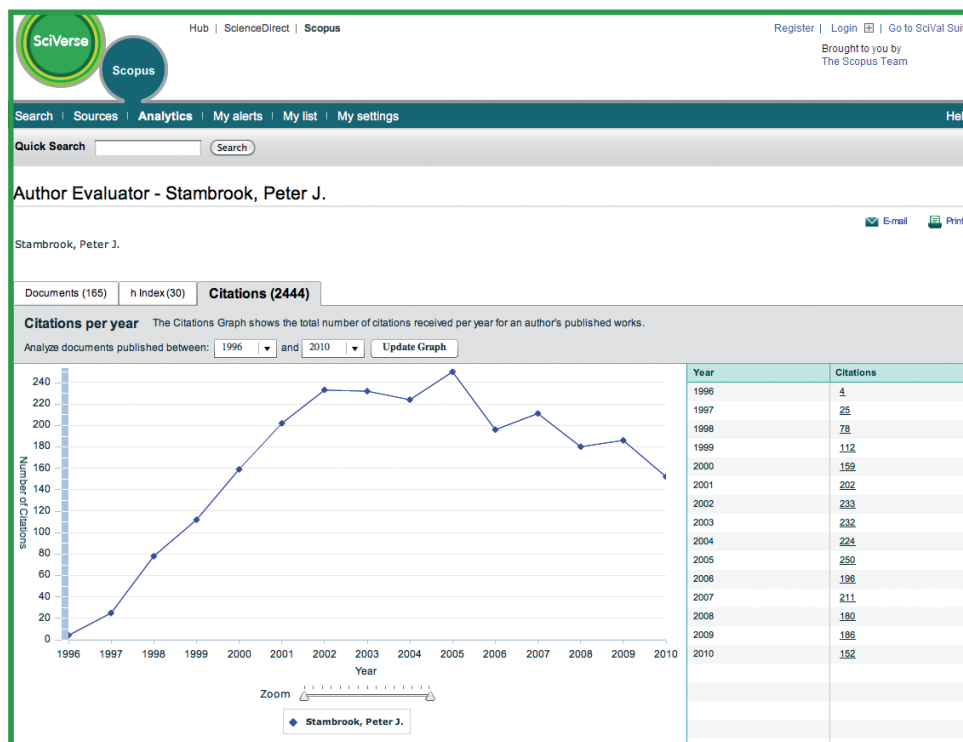 SciVerse
Scopus
Hub | ScienceDirect | Scopus
Register | Login | Go to SciVal Suit
Brought to you by
The Scopus Team
Search | Sources | Analytics | My alerts | My list | My settings
Hel
Quick Search
Search
Author Evaluator - Stambrook, Peter J.
E-mail Print
Stambrook, Peter J.
Documents (165) h Index(30) Citations (2444)
Citations per year The Citations Graph shows the total number of citations received per year for an author's published works.
Analyze documents published between: 1996 and 2010 Update Graph
240
220
200
180
160
140
120
100
80
60
40
20
0
Number of Citations
1996 1997 1998 1999 2000 2001 2002 2003 2004 2005 2006 2007 2008 2009 2010
Year
Zoom
Stambrook, Peter J.
Year Citations
1996 4
1997 25
1998 78
1999 112
2000 159
2001 202
2002 233
2003 232
2004 224
2005 250
2006 196
2007 211
2008 180
2009 186
2010 152